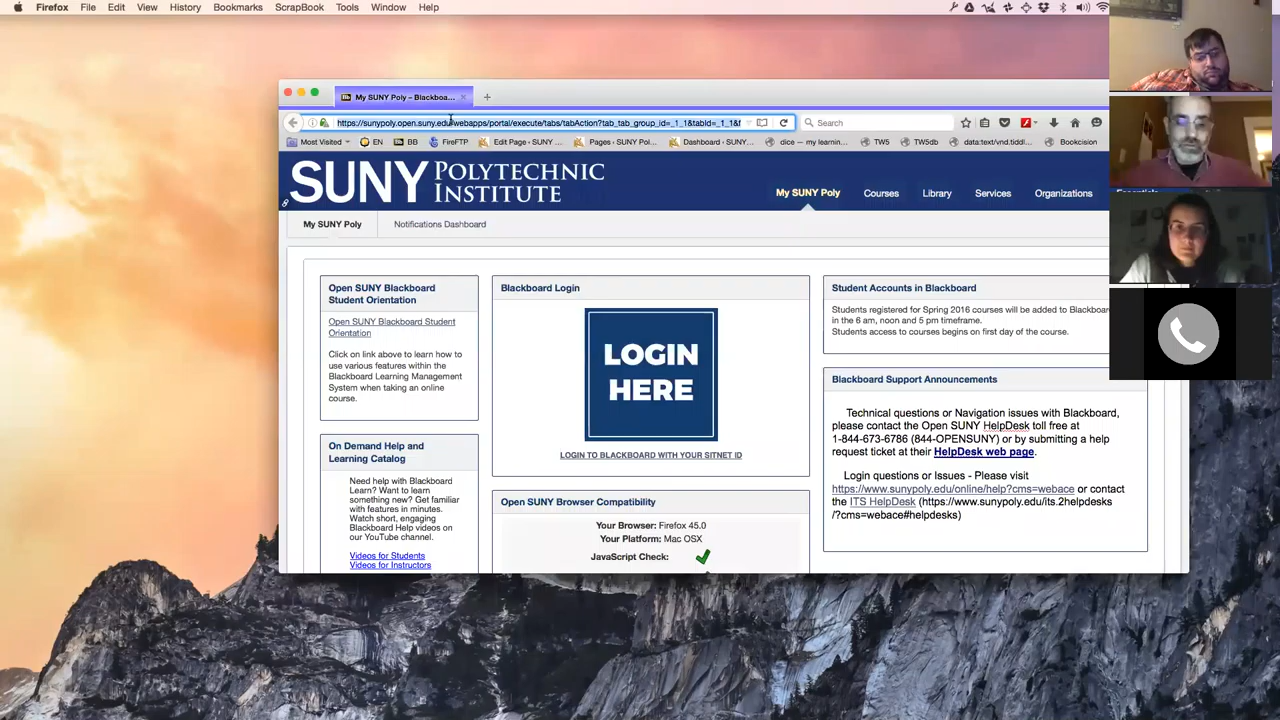 Firefox File Edit View History Bookmarks ScrapBook Tools Window Help
My SUNY Poly – Blackboa...
https://sunypoly.open.suny.edu/webapps/portal/execute/tabs/tabAction?tab_tab_group_id=_1_1&tabId=_1_1&f
Search
Most Visited EN BB FireFTP Edit Page ‹ SUNY ... Pages ‹ SUNY Pol... Dashboard ‹ SUNY... dice — my learnin... TW5 TW5db data:text/vnd.tiddl... Bookcision
SUNY POLYTECHNIC
INSTITUTE
My SUNY Poly Courses Library Services Organizations
My SUNY Poly Notifications Dashboard
Open SUNY Blackboard
Student Orientation
Open SUNY Blackboard Student
Orientation
Click on link above to learn how to
use various features within the
Blackboard Learning Management
System when taking an online
course.
On Demand Help and
Learning Catalog
Need help with Blackboard
Learn? Want to learn
something new? Get familiar
with features in minutes.
Watch short, engaging
Blackboard Help videos on
our YouTube channel.
Videos for Students
Videos for Instructors
Blackboard Login
LOGIN
HERE
LOGIN TO BLACKBOARD WITH YOUR SITNET ID
Open SUNY Browser Compatibility
Your Browser: Firefox 45.0
Your Platform: Mac OSX
JavaScript Check:
Student Accounts in Blackboard
Students registered for Spring 2016 courses will be added to Blackboard
in the 6 am, noon and 5 pm timeframe.
Students access to courses begins on first day of the course.
Blackboard Support Announcements
Technical questions or Navigation issues with Blackboard,
please contact the Open SUNY HelpDesk toll free at
1-844-673-6786 (844-OPENSUNY) or by submitting a help
request ticket at their HelpDesk web page.
Login questions or Issues - Please visit
https://www.sunypoly.edu/online/help?cms=webace or contact
the ITS HelpDesk (https://www.sunypoly.edu/its.2helpdesks
/?cms=webace#helpdesks)